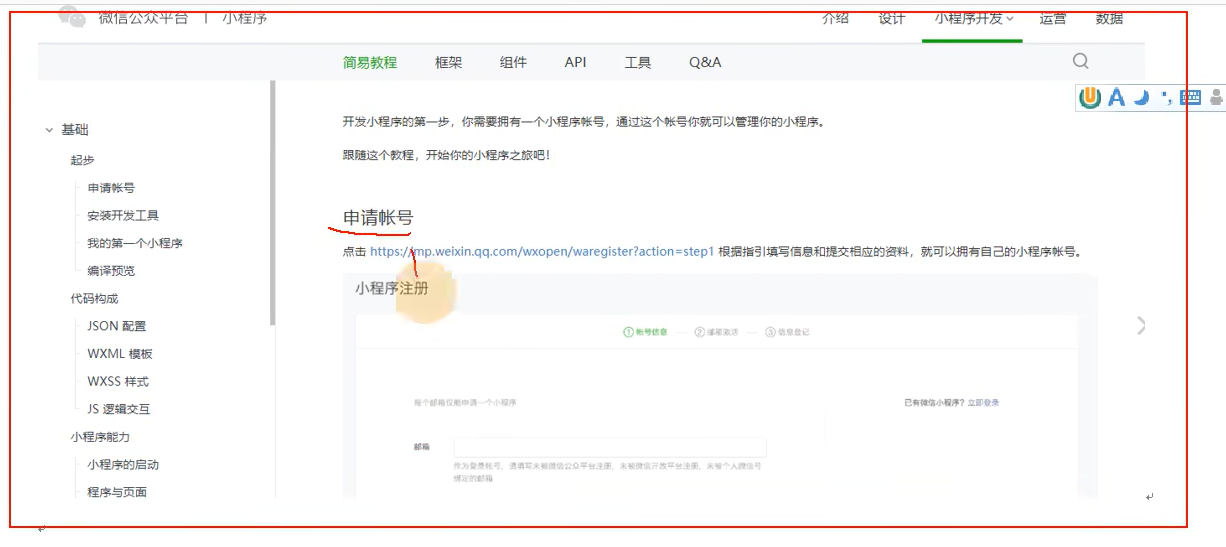 微信公众平台 | 小程序
介绍 设计 小程序开发 运营 数据
简易教程 框架 组件 API 工具 Q&A
基础
起步
申请帐号
安装开发工具
我的第一个小程序
编译预览
代码构成
JSON 配置
WXML 模板
WXSS 样式
JS 逻辑交互
小程序能力
小程序的启动
程序与页面
开发小程序的第一步，你需要拥有一个小程序帐号，通过这个帐号你就可以管理你的小程序。
跟随这个教程，开始你的小程序之旅吧！
申请帐号
点击 https://mp.weixin.qq.com/wxopen/waregister?action=step1 根据指引填写信息和提交相应的资料，就可以拥有自己的小程序帐号。
小程序注册
①帐号信息 — ②邮箱激活 — ③信息登记
每个邮箱仅能申请一个小程序
已有微信小程序？立即登录
邮箱
作为登录帐号，请填写未被微信公众平台注册，未被微信开放平台注册，未被个人微信号
绑定的邮箱